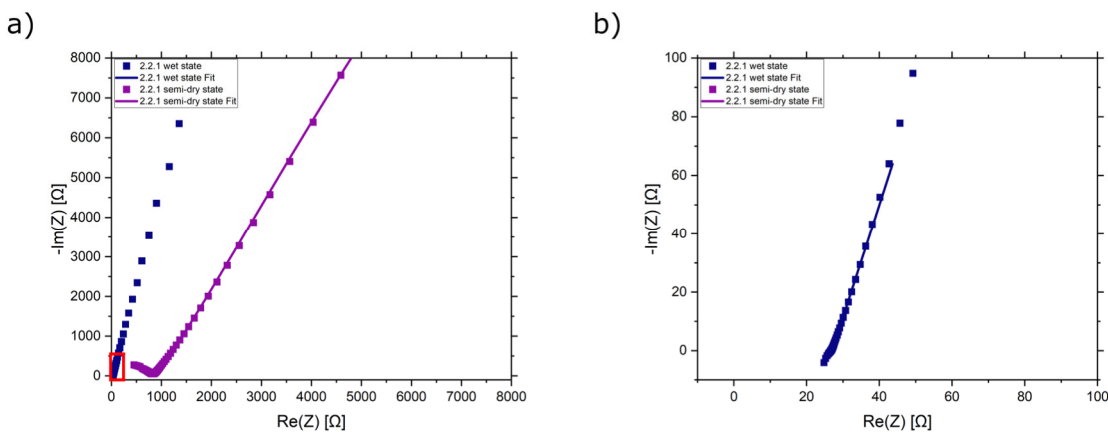 a)
8000
7000
6000
5000
4000
3000
2000
1000
0
-Im(Z) [Ω]
2.2.1 wet state
2.2.1 wet state Fit
2.2.1 semi-dry state
2.2.1 semi-dry state Fit
0 1000 2000 3000 4000 5000 6000 7000 8000
Re(Z) [Ω]
b)
100
80
60
40
20
0
-Im(Z) [Ω]
2.2.1 wet state
2.2.1 wet state Fit
2.2.1 semi-dry state
2.2.1 semi-dry state Fit
0 20 40 60 80 100
Re(Z) [Ω]